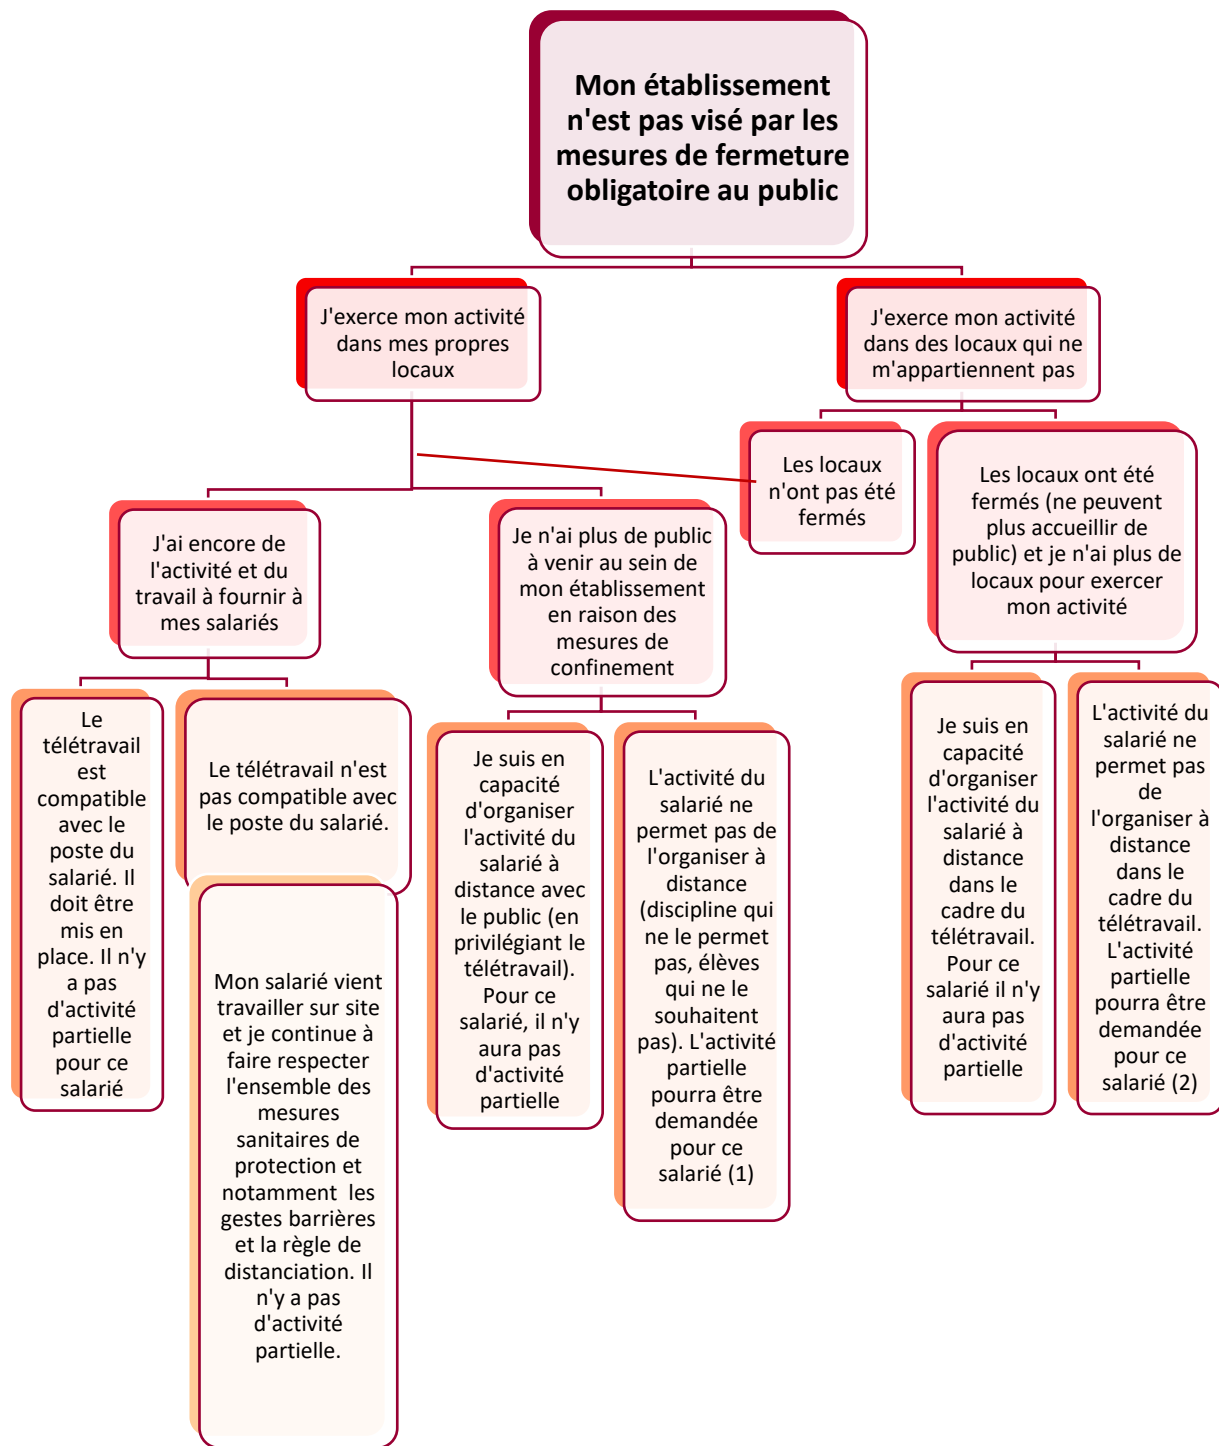 Mon établissement
n'est pas visé par les
mesures de fermeture
obligatoire au public
J'exerce mon activité
dans mes propres
locaux
J'exerce mon activité
dans des locaux qui ne
m'appartiennent pas
Les locaux
n'ont pas été
fermés
Les locaux ont été
fermés (ne peuvent
plus accueillir de
public) et je n'ai plus de
locaux pour exercer
mon activité
J'ai encore de
l'activité et du
travail à fournir à
mes salariés
Je n'ai plus de public
à venir au sein de
mon établissement
en raison des
mesures de
confinement
Le
télétravail
est
compatible
avec le
poste du
salarié. Il
doit être
mis en
place. Il n'y
a pas
d'activité
partielle
pour ce
salarié
Le télétravail n'est
pas compatible avec
le poste du salarié.
Mon salarié vient
travailler sur site
et je continue à
faire respecter
l'ensemble des
mesures
sanitaires de
protection et
notamment  les
gestes barrières
et la règle de
distanciation. Il
n'y a pas
d'activité
partielle.
Je suis en
capacité
d'organiser
l'activité du
salarié à
distance avec
le public (en
privilégiant le
télétravail).
Pour ce
salarié, il n'y
aura pas
d'activité
partielle
L'activité du
salarié ne
permet pas de
l'organiser à
distance
(discipline qui
ne le permet
pas, élèves
qui ne le
souhaitent
pas). L'activité
partielle
pourra être
demandée
pour ce
salarié (1)
Je suis en
capacité
d'organiser
l'activité du
salarié à
distance
dans le
cadre du
télétravail.
Pour ce
salarié il n'y
aura pas
d'activité
partielle
L'activité du
salarié ne
permet pas
de
l'organiser à
distance
dans le
cadre du
télétravail.
L'activité
partielle
pourra être
demandée
pour ce
salarié (2)